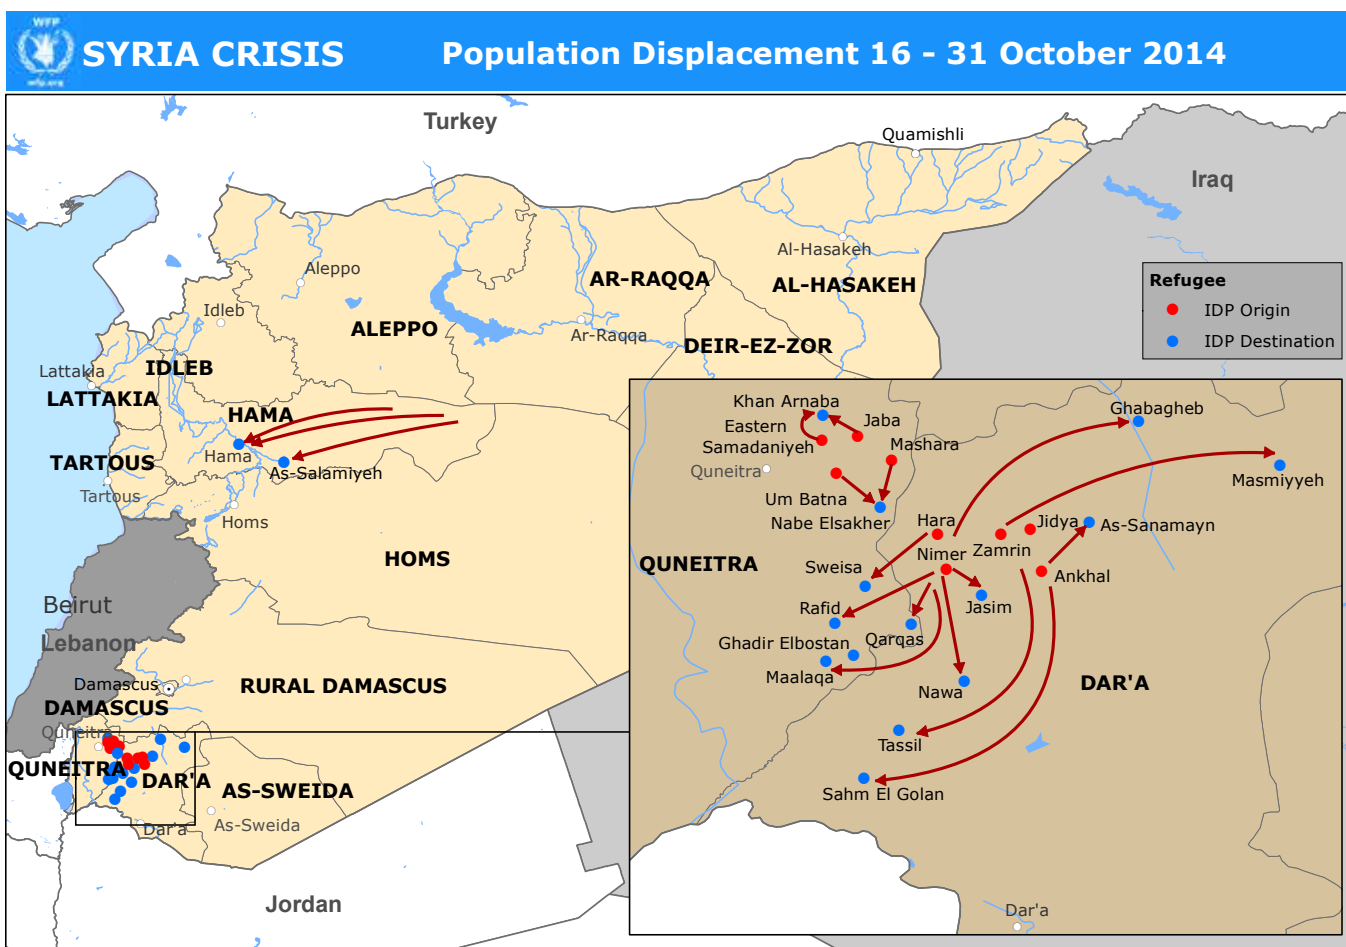 WFP
wfp.org
SYRIA CRISIS
Population Displacement 16 - 31 October 2014
Turkey
Quamishli
Iraq
Al-Hasakeh
Aleppo
AR-RAQQA
AL-HASAKEH
Refugee
IDP Origin
IDP Destination
Idleb
ALEPPO
Ar-Raqqa
DEIR-EZ-ZOR
IDLEB
Lattakia
LATTAKIA
HAMA
Hama
TARTOUS
As-Salamiyeh
Tartous
Homs
HOMS
Beirut
Lebanon
Damascus
RURAL DAMASCUS
DAMASCUS
Quneitra
QUNEITRA
DAR'A
AS-SWEIDA
As-Sweida
Dar'a
Jordan
Khan Arnaba
Ghabagheb
Eastern
Samadaniyeh
Jaba
Mashara
Quneitra
Masmiyyeh
Um Batna
Nabe Elsakher
Hara
Jidya
As-Sanamayn
Nimer
Zamrin
QUNEITRA
Sweisa
Ankhal
Rafid
Jasim
Ghadir Elbostan
Qarqas
Maalaqa
Nawa
DAR'A
Tassil
Sahm El Golan
Dar'a